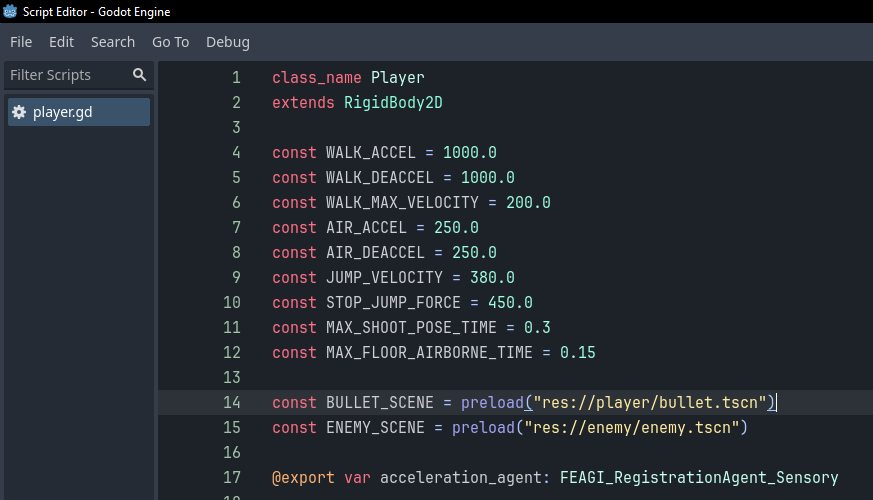 Script Editor - Godot Engine
File Edit Search Go To Debug
Filter Scripts
player.gd
1 class_name Player
2 extends RigidBody2D
3
4 const WALK_ACCEL = 1000.0
5 const WALK_DEACCEL = 1000.0
6 const WALK_MAX_VELOCITY = 200.0
7 const AIR_ACCEL = 250.0
8 const AIR_DEACCEL = 250.0
9 const JUMP_VELOCITY = 380.0
10 const STOP_JUMP_FORCE = 450.0
11 const MAX_SHOOT_POSE_TIME = 0.3
12 const MAX_FLOOR_AIRBORNE_TIME = 0.15
13
14 const BULLET_SCENE = preload("res://player/bullet.tscn")
15 const ENEMY_SCENE = preload("res://enemy/enemy.tscn")
16
17 @export var acceleration_agent: FEAGI_RegistrationAgent_Sensory